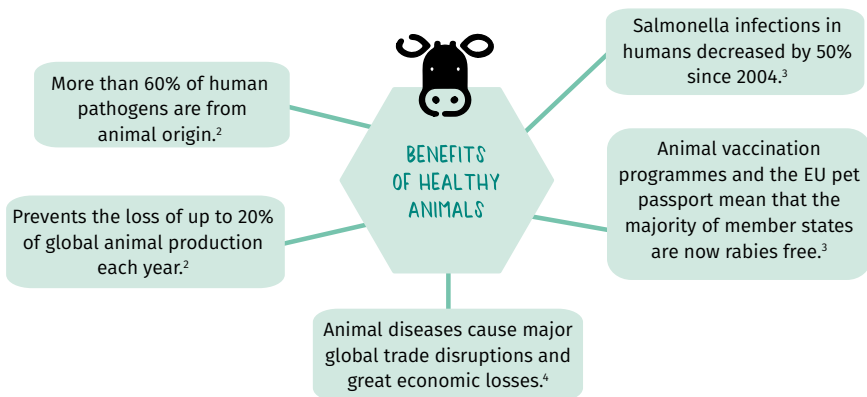 BENEFITS
OF HEALTHY
ANIMALS
More than 60% of human
pathogens are from
animal origin.²
Prevents the loss of up to 20%
of global animal production
each year.²
Animal diseases cause major
global trade disruptions and
great economic losses.⁴
Salmonella infections in
humans decreased by 50%
since 2004.³
Animal vaccination
programmes and the EU pet
passport mean that the
majority of member states
are now rabies free.³